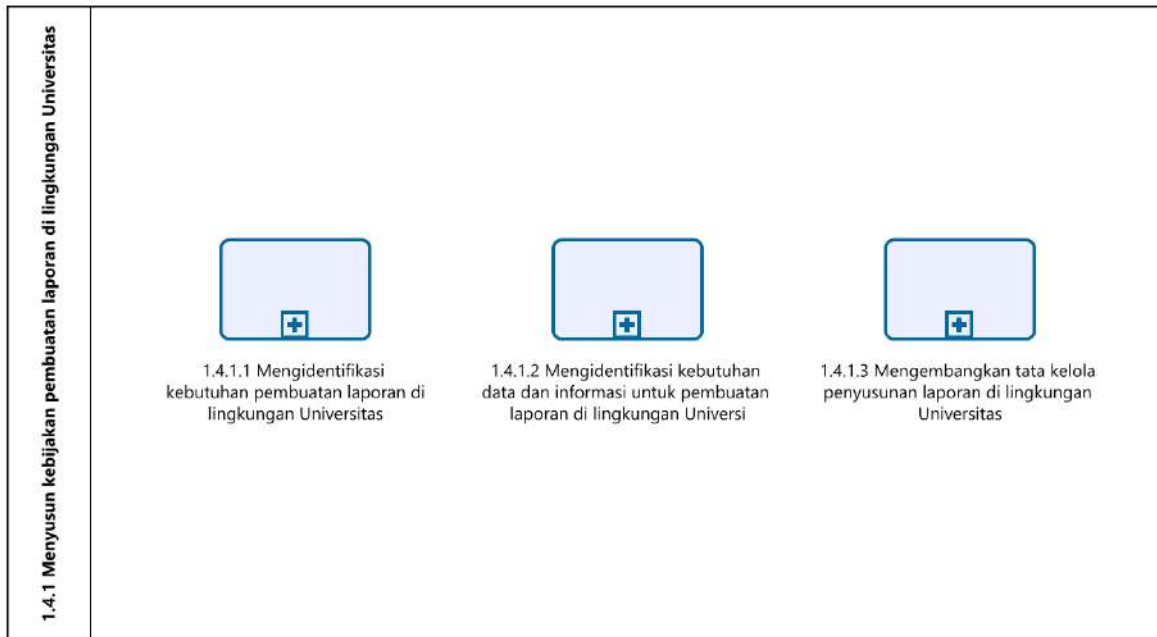 1.4.1 Menyusun kebijakan pembuatan laporan di lingkungan Universitas
1.4.1.1 Mengidentifikasi
kebutuhan pembuatan laporan di
lingkungan Universitas
1.4.1.2 Mengidentifikasi kebutuhan
data dan informasi untuk pembuatan
laporan di lingkungan Universi
1.4.1.3 Mengembangkan tata kelola
penyusunan laporan di lingkungan
Universitas